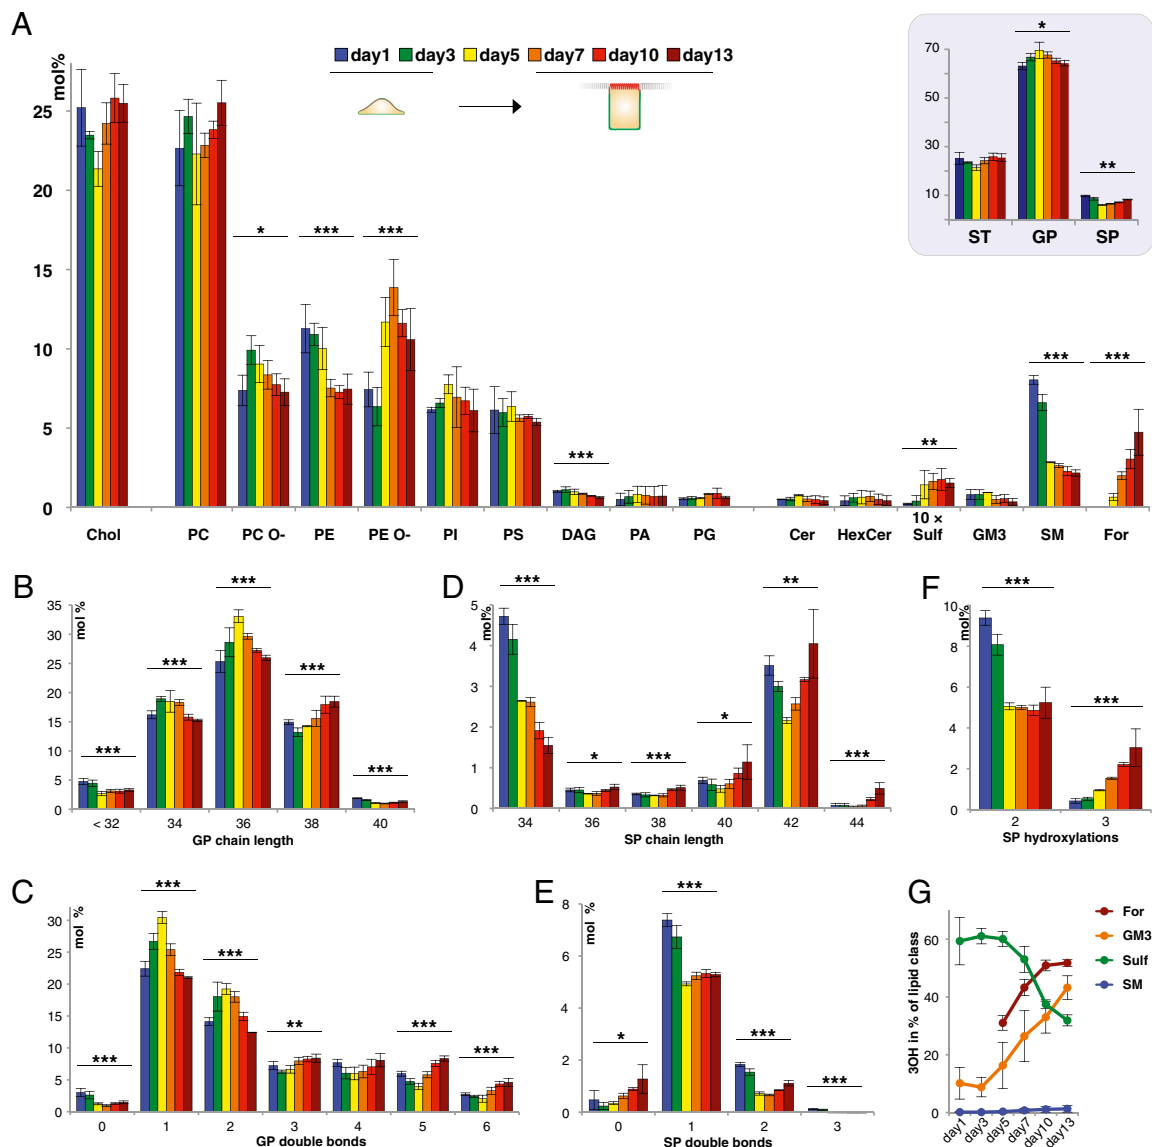 A
mol%
day1 day3 day5 day7 day10 day13
25
20
15
10
5
0
* *** *** *** ** *** ***
Chol PC PC O- PE PE O- PI PS DAG PA PG Cer HexCer 10 × Sulf GM3 SM For
70
50
30
10
* **
ST GP SP
B
mol %
35
30
25
20
15
10
5
0
*** *** *** *** ***
< 32 34 36 38 40
GP chain length
D
mol%
5
4
3
2
1
0
*** * *** * ** ***
34 36 38 40 42 44
SP chain length
F
mol%
10
8
6
4
2
0
*** ***
2 3
SP hydroxylations
C
mol %
30
25
20
15
10
5
0
*** *** *** ** *** ***
0 1 2 3 4 5 6
GP double bonds
E
mol %
8
6
4
2
0
* *** *** ***
0 1 2 3
SP double bonds
G
3OH in % of lipid class
60
40
20
0
day1 day3 day5 day7 day10 day13
For
GM3
Sulf
SM